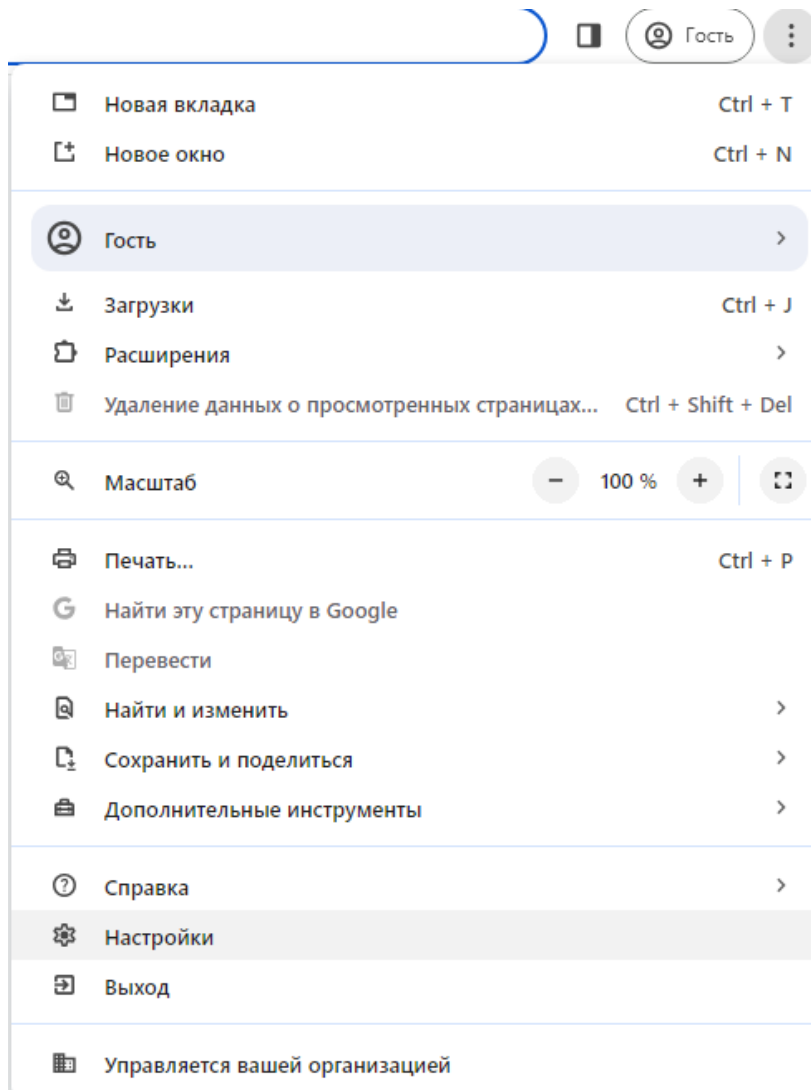 Гость
Новая вкладка Ctrl + T
Новое окно Ctrl + N
Гость
Загрузки Ctrl + J
Расширения
Удаление данных о просмотренных страницах... Ctrl + Shift + Del
Масштаб − 100 % +
Печать... Ctrl + P
Найти эту страницу в Google
Перевести
Найти и изменить
Сохранить и поделиться
Дополнительные инструменты
Справка
Настройки
Выход
Управляется вашей организацией